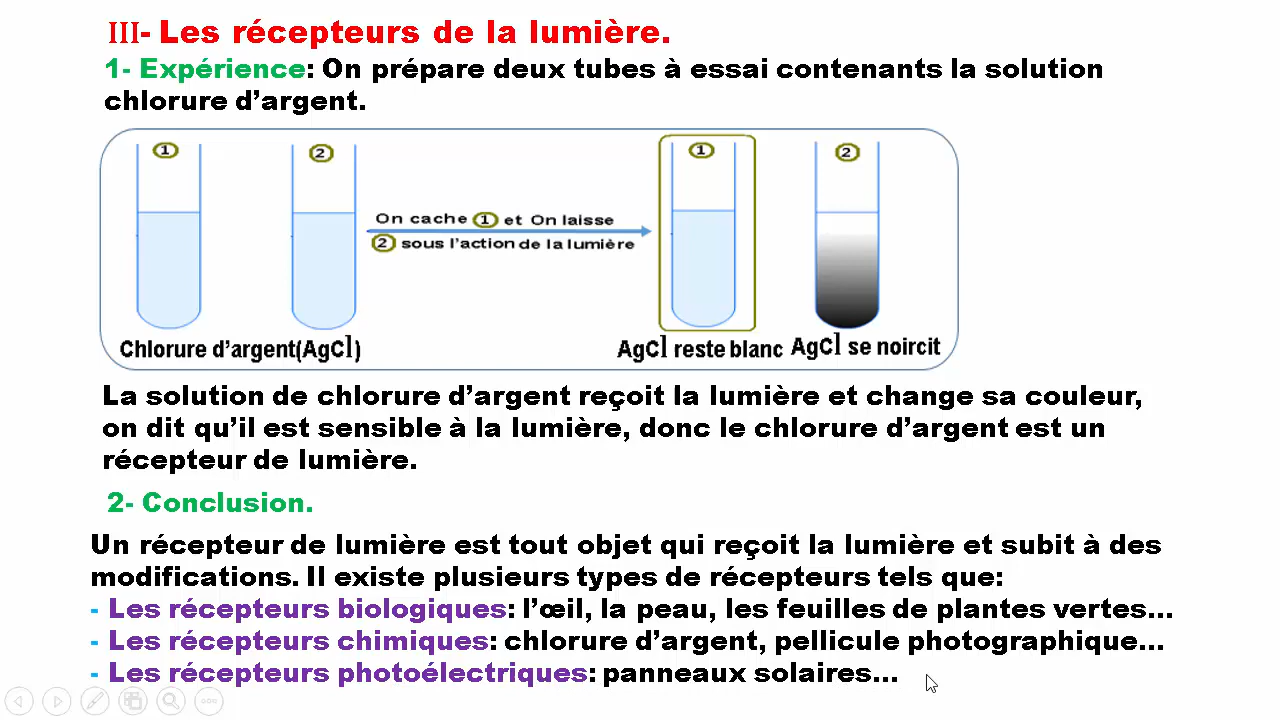 III- Les récepteurs de la lumière.
1- Expérience: On prépare deux tubes à essai contenants la solution
chlorure d’argent.
1 2 1 2
On cache 1 et On laisse
2 sous l’action de la lumière
Chlorure d’argent(AgCl) AgCl reste blanc AgCl se noircit
La solution de chlorure d’argent reçoit la lumière et change sa couleur,
on dit qu’il est sensible à la lumière, donc le chlorure d’argent est un
récepteur de lumière.
2- Conclusion.
Un récepteur de lumière est tout objet qui reçoit la lumière et subit à des
modifications. Il existe plusieurs types de récepteurs tels que:
- Les récepteurs biologiques: l’œil, la peau, les feuilles de plantes vertes...
- Les récepteurs chimiques: chlorure d’argent, pellicule photographique...
- Les récepteurs photoélectriques: panneaux solaires...